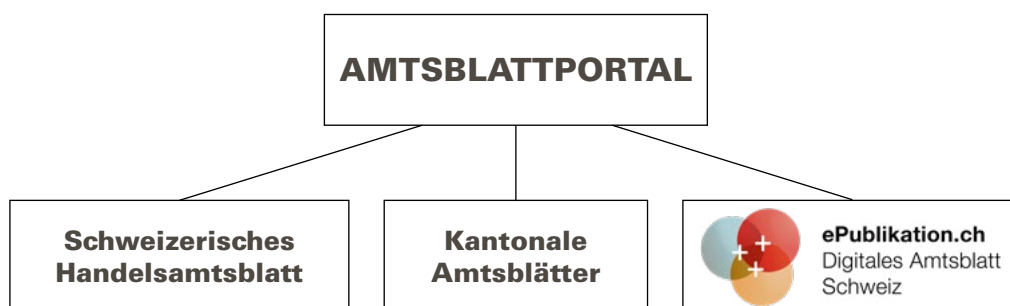 AMTSBLATTPORTAL
Schweizerisches
Handelsamtsblatt
Kantonale
Amtsblätter
ePublikation.ch
Digitales Amtsblatt
Schweiz